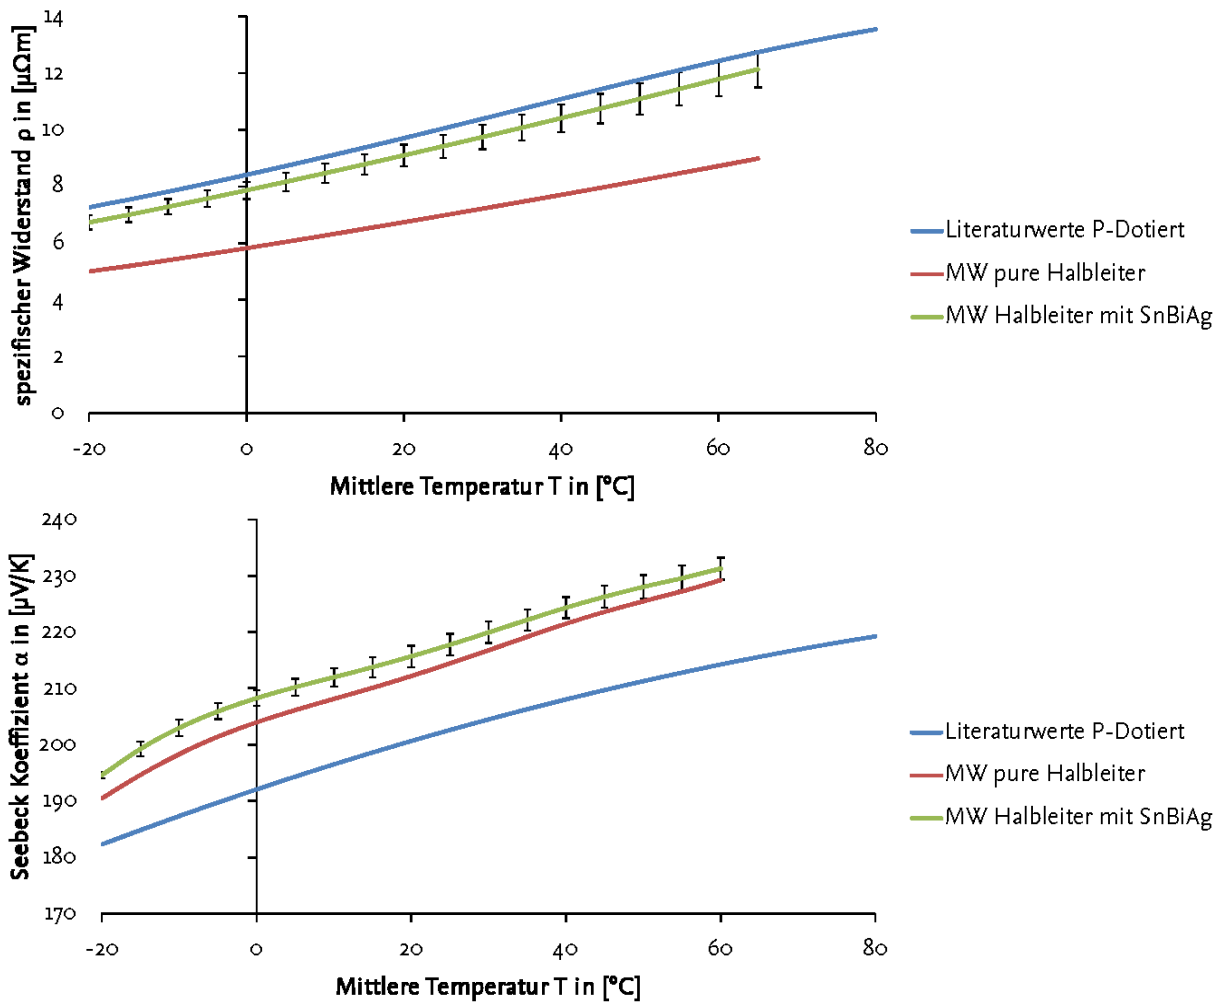 14
12
10
8
6
4
2
0
spezifischer Widerstand ρ in [µΩm]
-20
0
20
40
60
80
Mittlere Temperatur T in [°C]
Literaturwerte P-Dotiert
MW pure Halbleiter
MW Halbleiter mit SnBiAg
240
230
220
210
200
190
180
170
Seebeck Koeffizient α in [µV/K]
-20
0
20
40
60
80
Mittlere Temperatur T in [°C]
Literaturwerte P-Dotiert
MW pure Halbleiter
MW Halbleiter mit SnBiAg